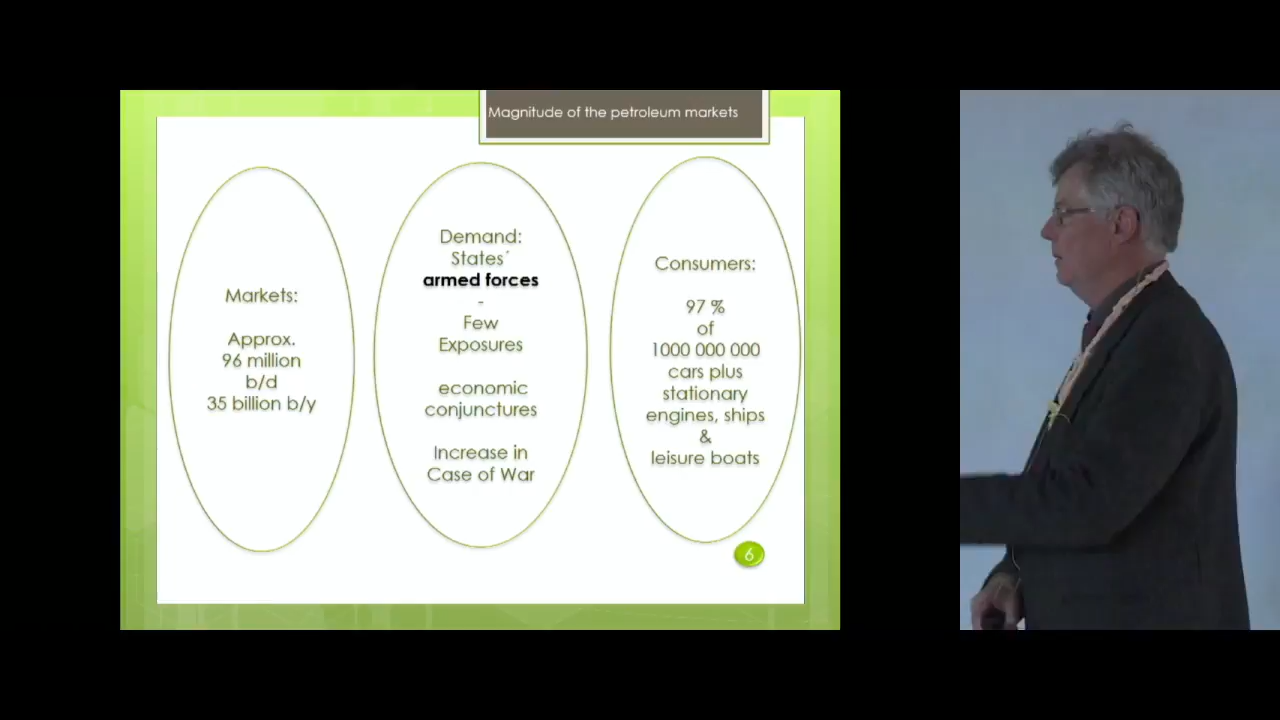 Magnitude of the petroleum markets
Markets:
Approx.
96 million
b/d
35 billion b/y
Demand:
States´
armed forces
-
Few
Exposures
economic
conjunctures
Increase in
Case of War
Consumers:
97 %
of
1000 000 000
cars plus
stationary
engines, ships
&
leisure boats
6